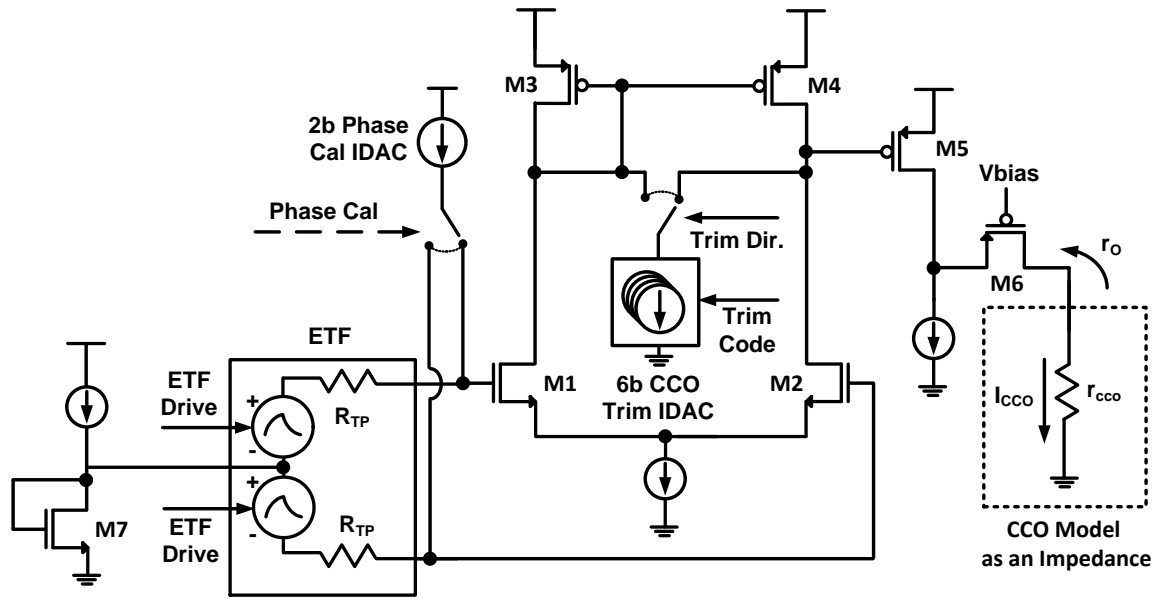 M3
M4
2b Phase
Cal IDAC
M5
Vbias
Phase Cal
Trim Dir.
rO
M6
Trim
Code
ETF
ETF
Drive
+
-
RTP
M1
6b CCO
Trim IDAC
M2
ICCO
rcco
M7
+
-
ETF
Drive
RTP
CCO Model
as an Impedance